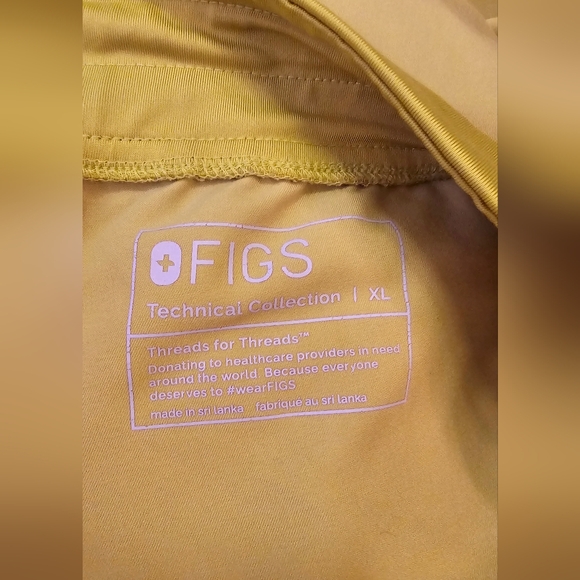 FIGS
Technical Collection | XL
Threads for Threads™
Donating to healthcare providers in need
around the world. Because everyone
deserves to #wearFIGS
made in sri lanka fabriqué au sri lanka